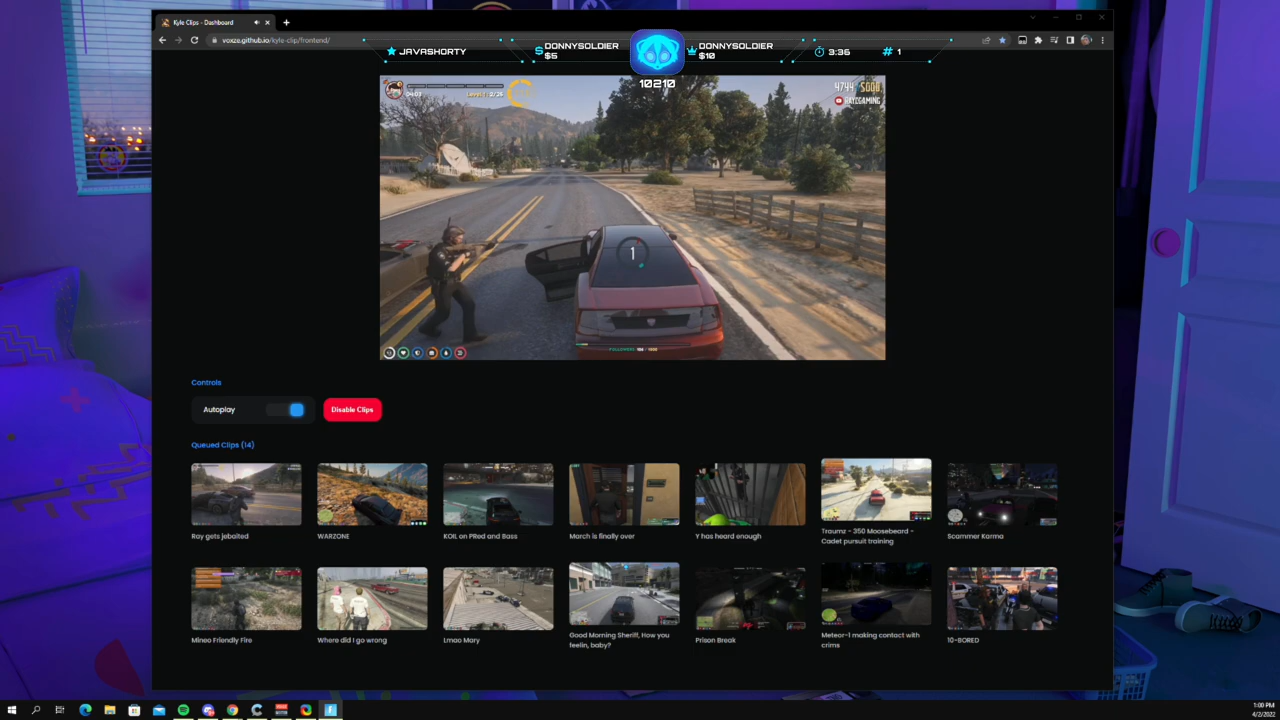 Kyle Clips - Dashboard
voxze.github.io/kyle-clip/frontend/
JAVASHORTY
DONNYSOLDIER
$5
DONNYSOLDIER
$10
3:36
# 1
10210
4744
RAYCGAMING
1
Controls
Autoplay
Disable Clips
Queued Clips (14)
Ray gets jebaited
WARZONE
KOIL on PRed and Bass
March is finally over
Y has heard enough
Traumz - 350 Moosebeard -
Cadet pursuit training
Scammer Karma
Mineo Friendly Fire
Where did I go wrong
Lmao Mary
Good Morning Sheriff, How you
feelin, baby?
Prison Break
Meteor-1 making contact with
crims
10-BORED
1:09 PM
4/2/2022